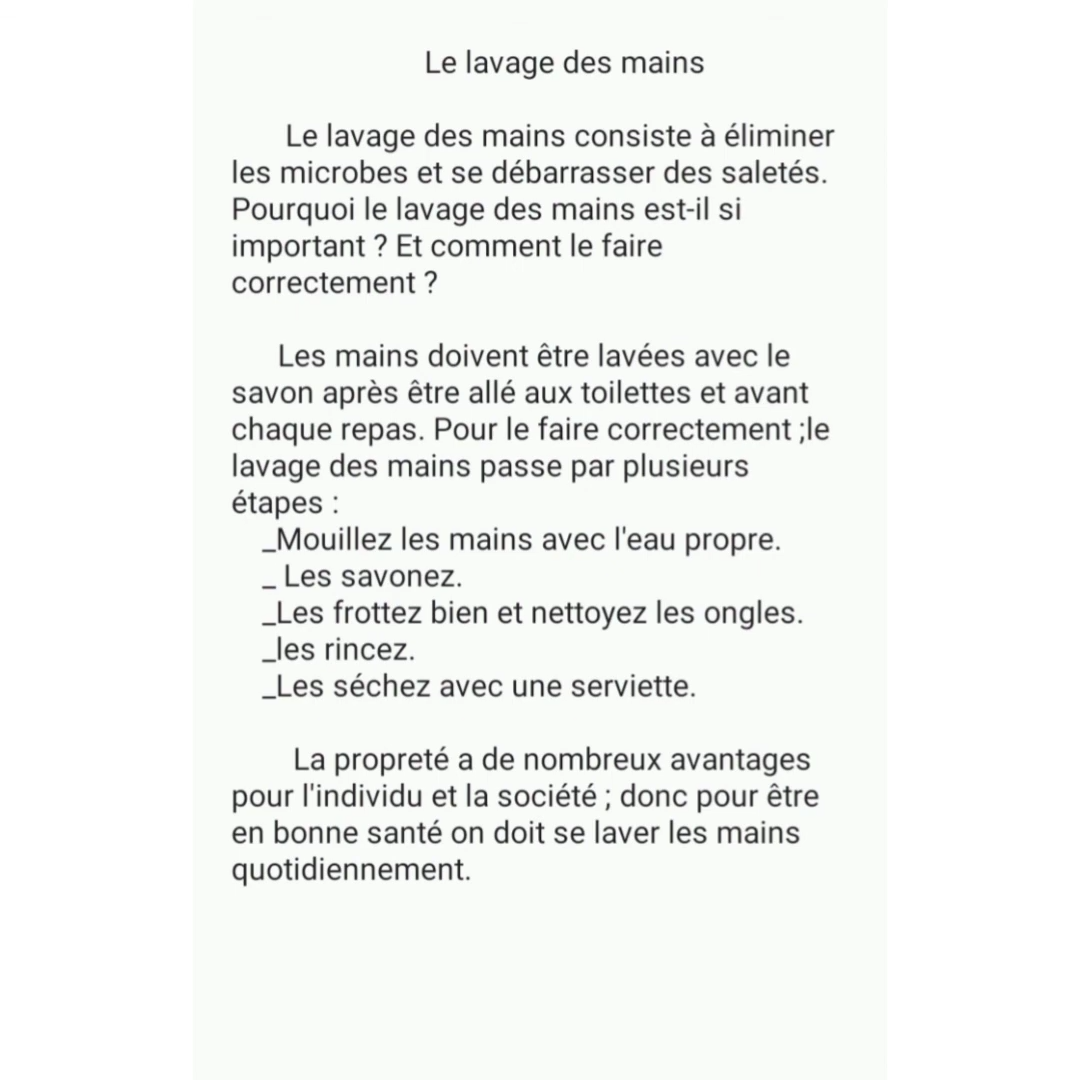 Le lavage des mains
Le lavage des mains consiste à éliminer
les microbes et se débarrasser des saletés.
Pourquoi le lavage des mains est-il si
important ? Et comment le faire
correctement ?
Les mains doivent être lavées avec le
savon après être allé aux toilettes et avant
chaque repas. Pour le faire correctement ;le
lavage des mains passe par plusieurs
étapes :
_Mouillez les mains avec l'eau propre.
_ Les savonez.
_Les frottez bien et nettoyez les ongles.
_les rincez.
_Les séchez avec une serviette.
La propreté a de nombreux avantages
pour l'individu et la société ; donc pour être
en bonne santé on doit se laver les mains
quotidiennement.